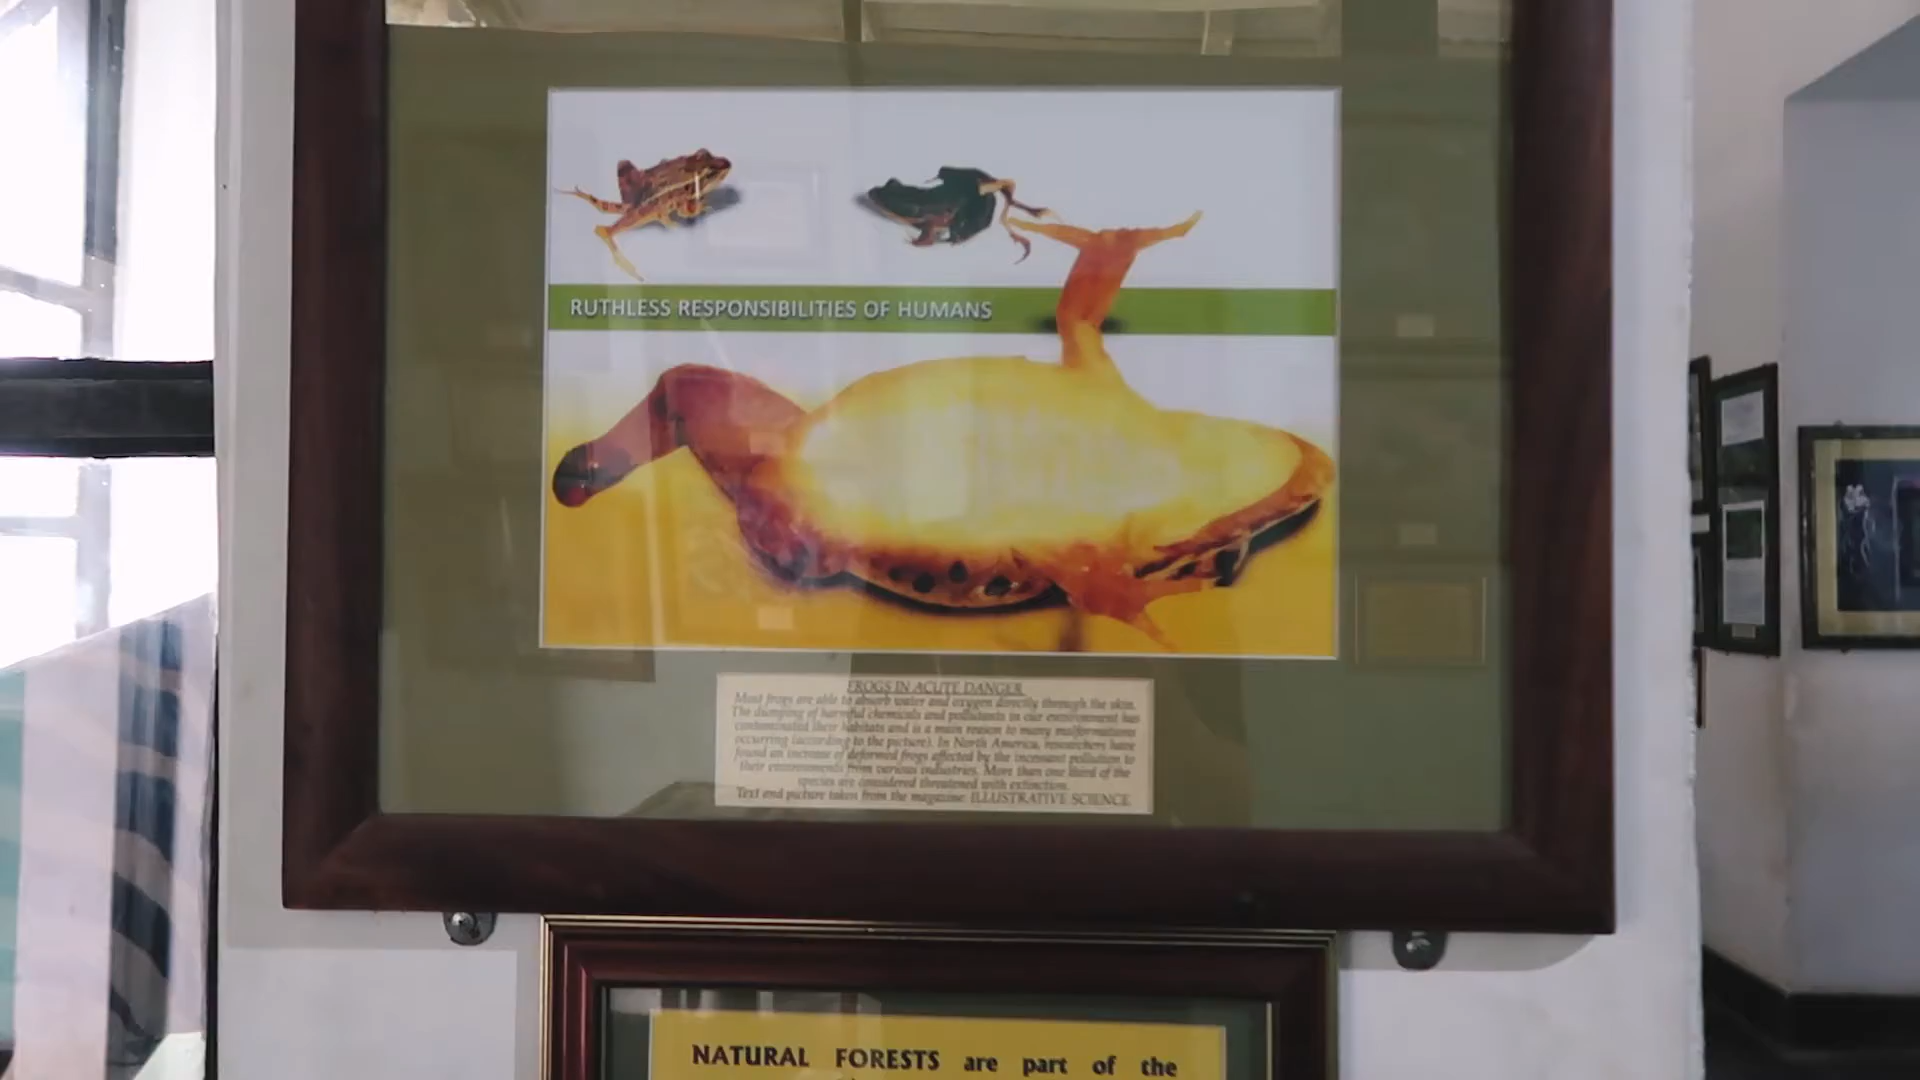 RUTHLESS RESPONSIBILITIES OF HUMANS
FROGS IN ACUTE DANGER
Most frogs are able to absorb water and oxygen directly through the skin.
The dumping of harmful chemicals and pollutants in our environment has
contaminated their habitats and is a main reason to many malformations
occurring (according to the picture). In North America, researchers have
found an increase of deformed frogs affected by the incessant pollution to
their environments from various industries. More than one third of the
species are considered threatened with extinction.
Text and picture taken from the magazine: ILLUSTRATIVE SCIENCE
NATURAL FORESTS are part of the